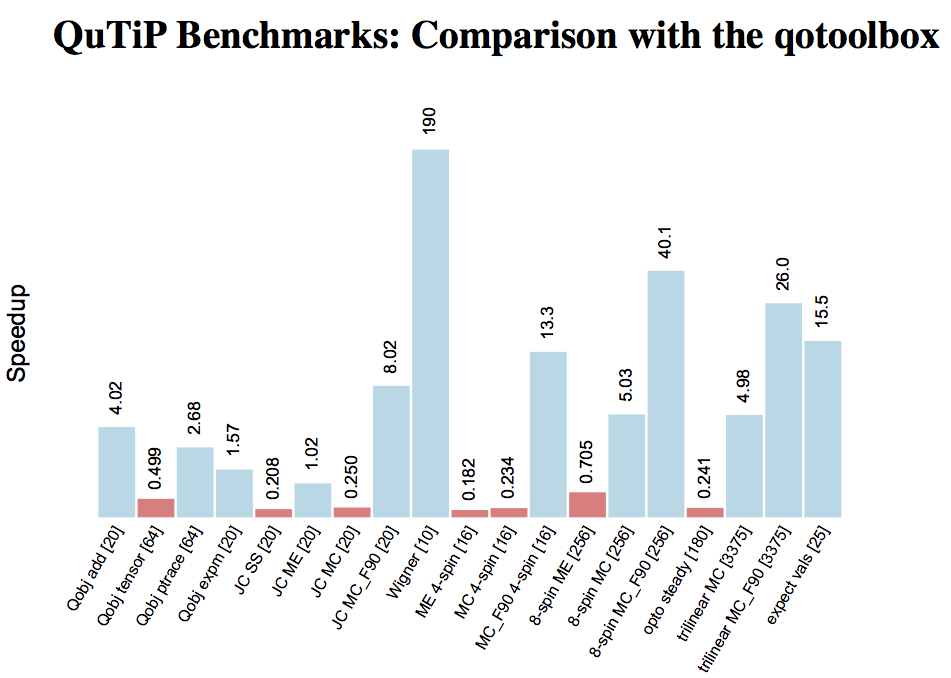 QuTiP Benchmarks: Comparison with the qotoolbox
Speedup
4.02
0.499
2.68
1.57
0.208
1.02
0.250
8.02
190
0.182
0.234
13.3
0.705
5.03
40.1
0.241
4.98
26.0
15.5
Qobj add [20]
Qobj tensor [64]
Qobj ptrace [64]
Qobj expm [20]
JC SS [20]
JC ME [20]
JC MC [20]
JC MC_F90 [20]
Wigner [10]
ME 4-spin [16]
MC 4-spin [16]
MC_F90 4-spin [16]
8-spin ME [256]
8-spin MC [256]
8-spin MC_F90 [256]
opto steady [180]
trilinear MC [3375]
trilinear MC_F90 [3375]
expect vals [25]